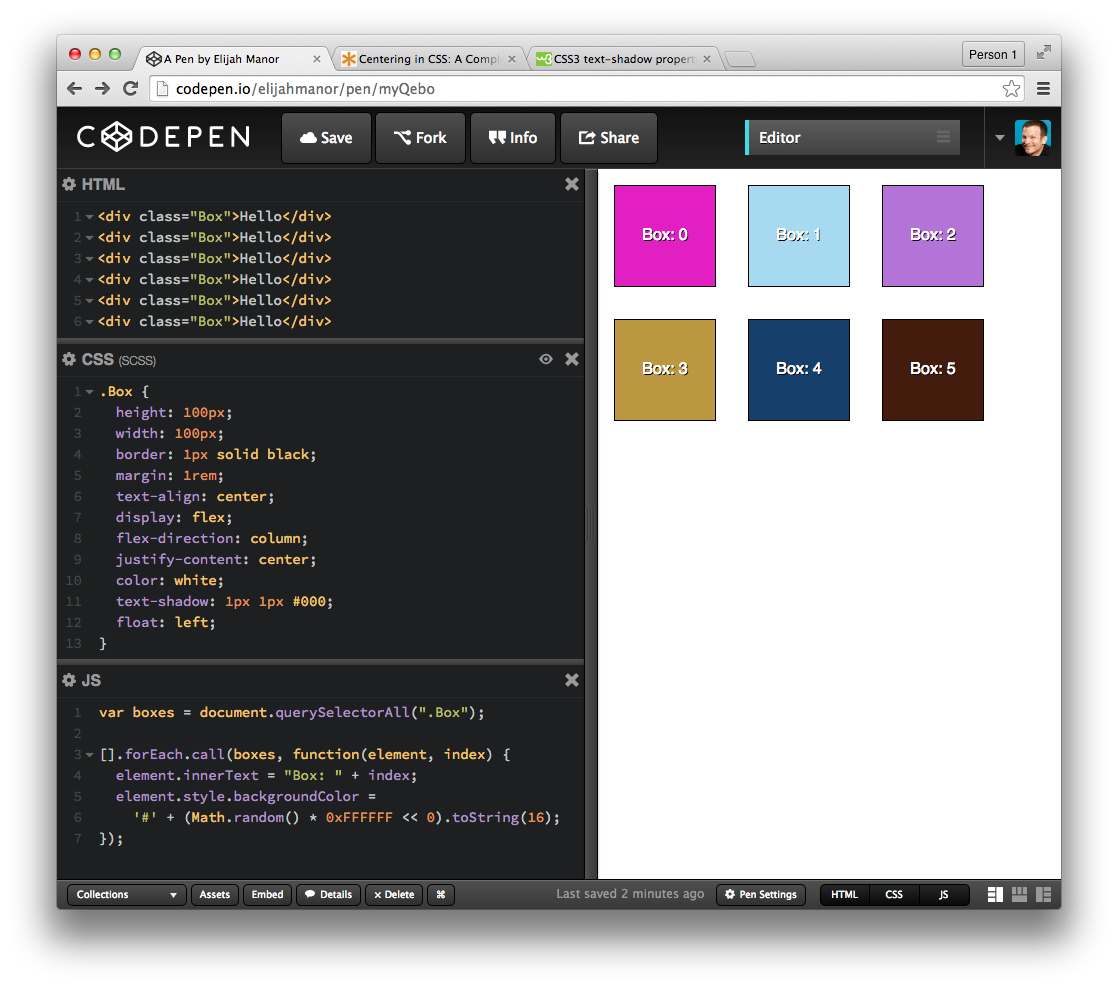 A Pen by Elijah Manor
Centering in CSS: A Compl
CSS3 text-shadow propert
Person 1
codepen.io/elijahmanor/pen/myQebo
CODEPEN
Save
Fork
Info
Share
Editor
HTML
1 <div class="Box">Hello</div>
2 <div class="Box">Hello</div>
3 <div class="Box">Hello</div>
4 <div class="Box">Hello</div>
5 <div class="Box">Hello</div>
6 <div class="Box">Hello</div>
CSS (SCSS)
1 .Box {
2   height: 100px;
3   width: 100px;
4   border: 1px solid black;
5   margin: 1rem;
6   text-align: center;
7   display: flex;
8   flex-direction: column;
9   justify-content: center;
10   color: white;
11   text-shadow: 1px 1px #000;
12   float: left;
13 }
JS
1 var boxes = document.querySelectorAll(".Box");
2
3 [].forEach.call(boxes, function(element, index) {
4   element.innerText = "Box: " + index;
5   element.style.backgroundColor =
6     '#' + (Math.random() * 0xFFFFFF << 0).toString(16);
7 });
Box: 0
Box: 1
Box: 2
Box: 3
Box: 4
Box: 5
Collections
Assets
Embed
Details
× Delete
⌘
Last saved 2 minutes ago
Pen Settings
HTML
CSS
JS